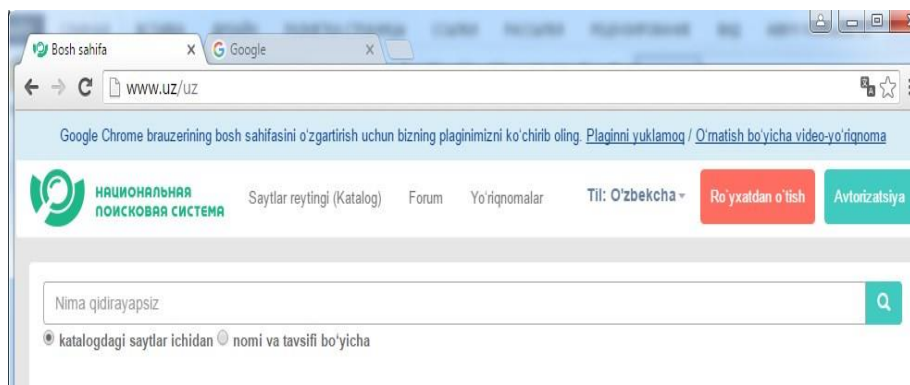 Bosh sahifa
Google
www.uz/uz
Google Chrome brauzerining bosh sahifasini o'zgartirish uchun bizning plaginimizni ko'chirib oling. Plaginni yuklamoq / O'rnatish bo'yicha video-yo'riqnoma
НАЦИОНАЛЬНАЯ
ПОИСКОВАЯ СИСТЕМА
Saytlar reytingi (Katalog)
Forum
Yo'riqnomalar
Til: O'zbekcha
Ro'yxatdan o'tish
Avtorizatsiya
Nima qidirayapsiz
katalogdagi saytlar ichidan nomi va tavsifi bo'yicha